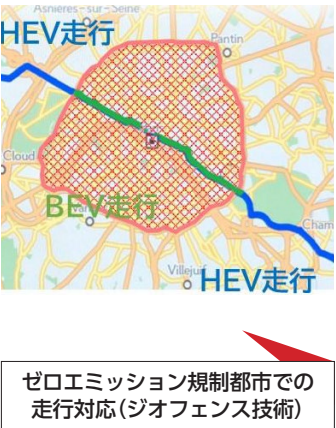 Asnières-sur-Seine
HEV走行
Pantin
Cloud
BEV走行
Villejuif
Cham
HEV走行
ゼロエミッション規制都市での
走行対応(ジオフェンス技術)